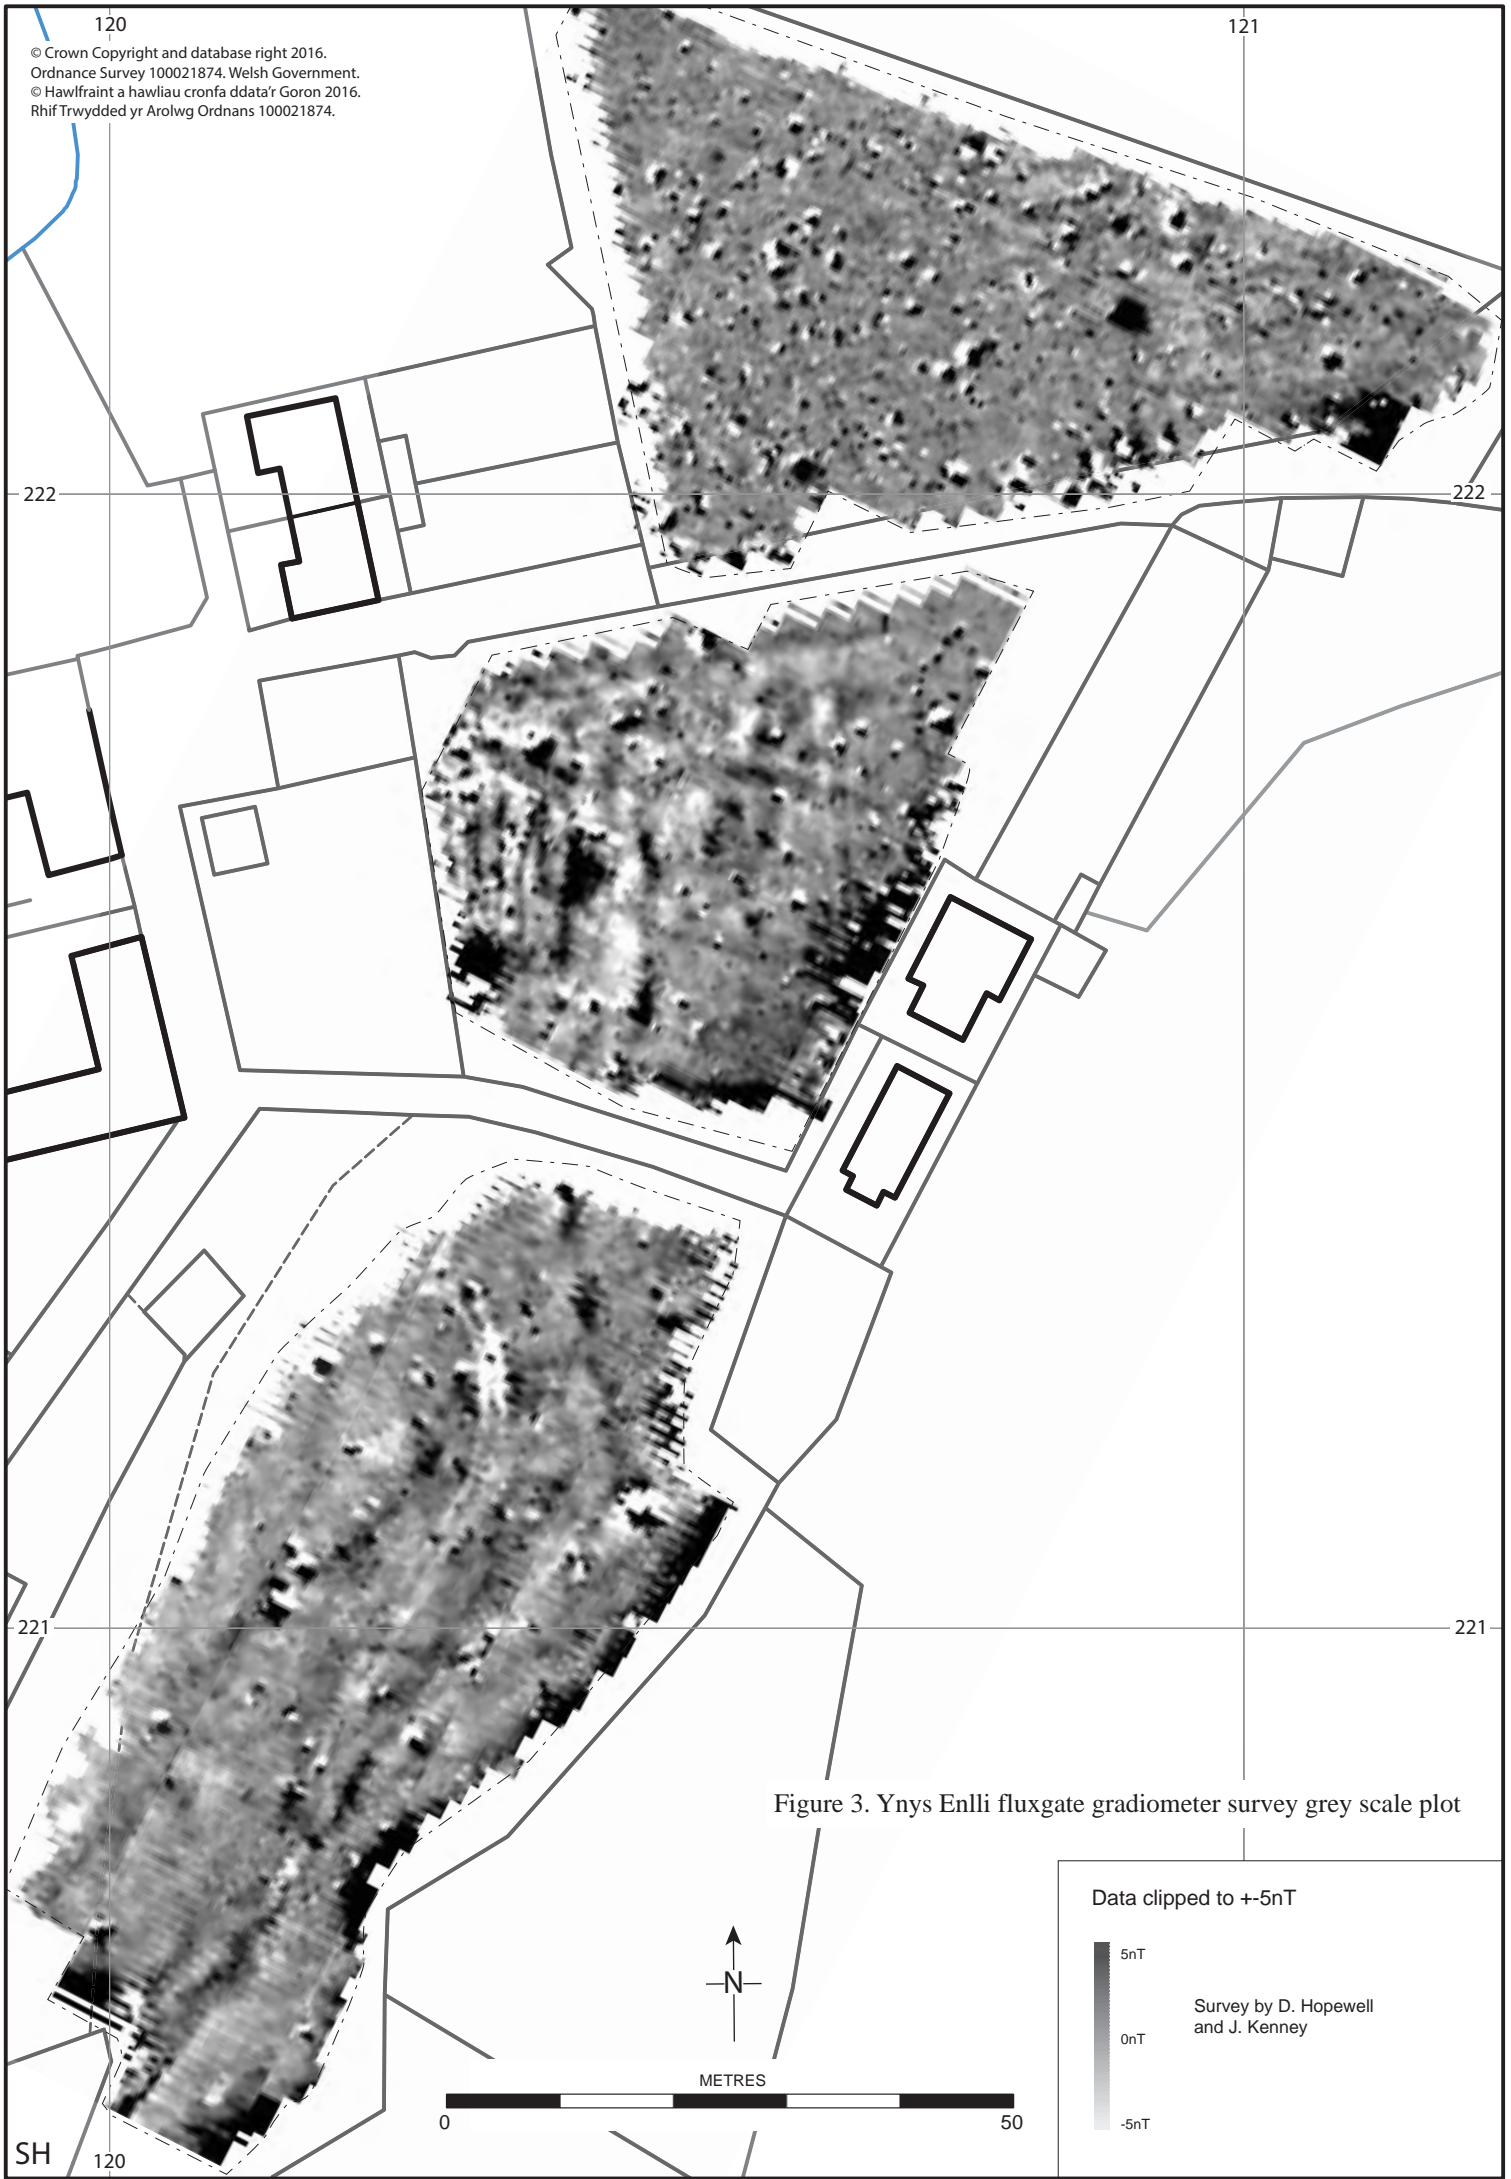 120
121
© Crown Copyright and database right 2016.
Ordnance Survey 100021874. Welsh Government.
© Hawlfraint a hawliau cronfa ddata'r Goron 2016.
Rhif Trwydded yr Arolwg Ordnans 100021874.
222
222
221
221
Figure 3. Ynys Enlli fluxgate gradiometer survey grey scale plot
Data clipped to +-5nT
5nT
0nT
-5nT
Survey by D. Hopewell
and J. Kenney
N
METRES
0
50
SH
120